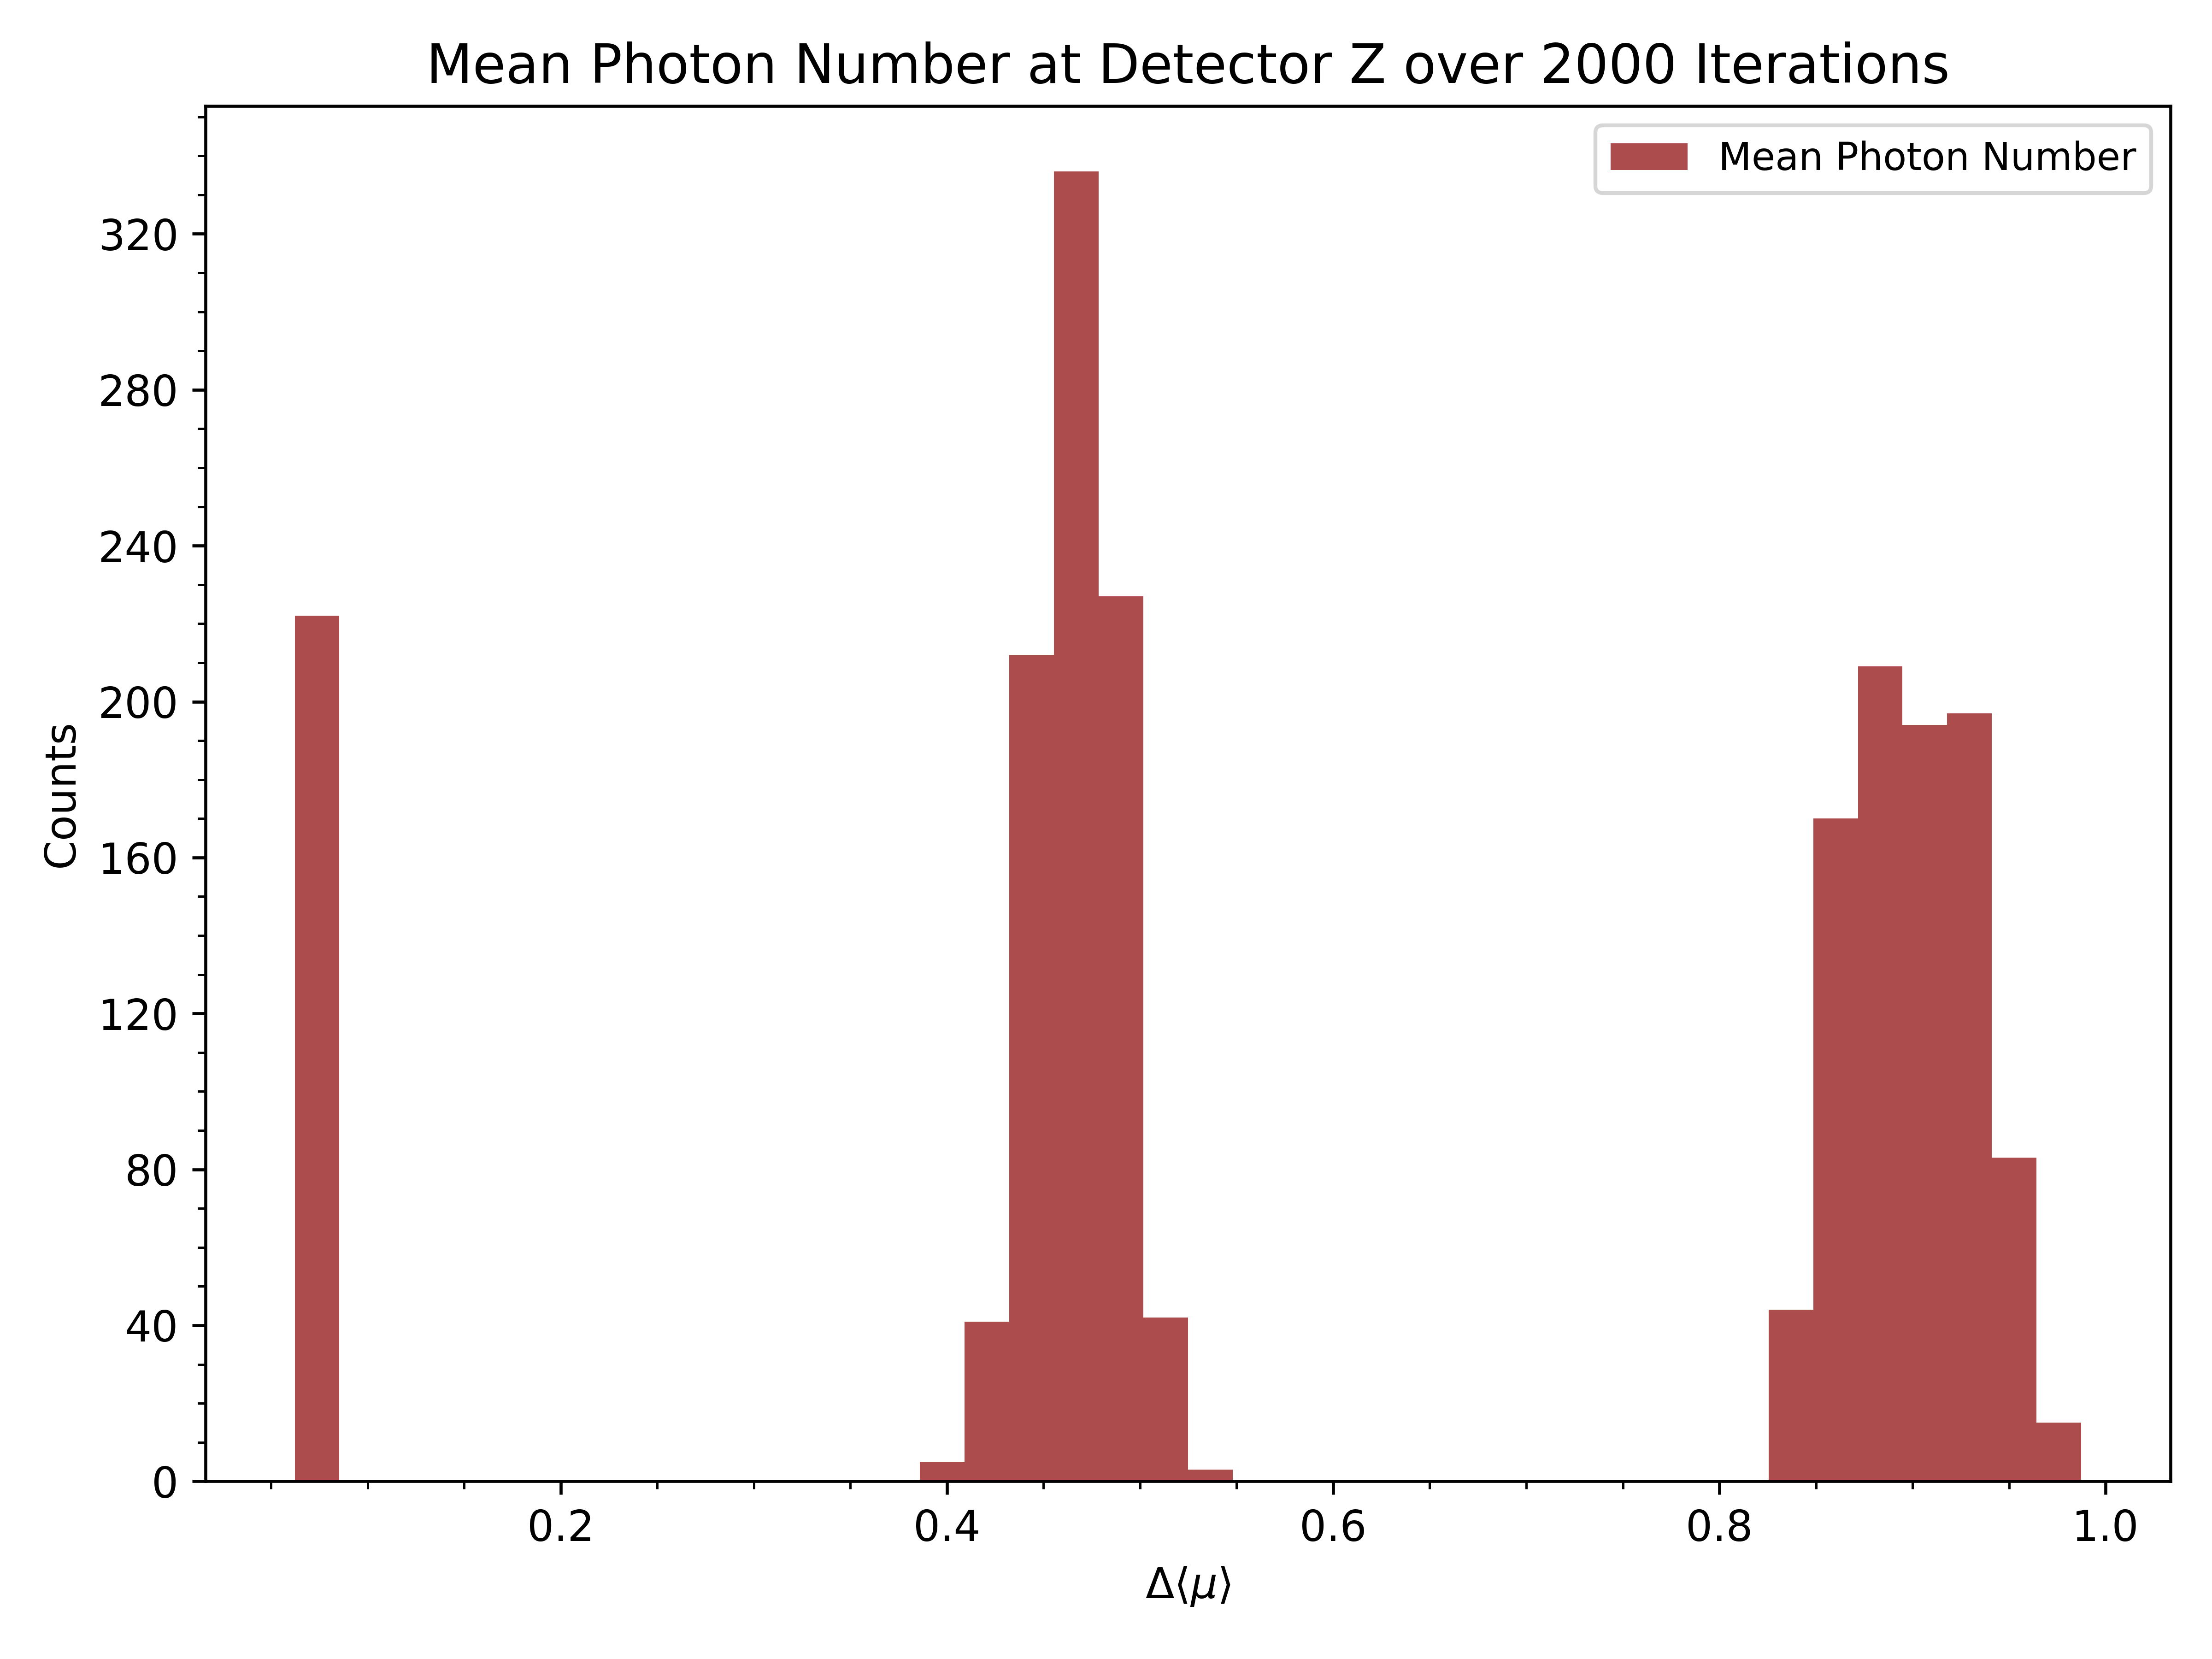 Mean Photon Number at Detector Z over 2000 Iterations
Mean Photon Number
320
280
240
200
160
120
80
40
0
Counts
0.2 0.4 0.6 0.8 1.0
Δ⟨μ⟩